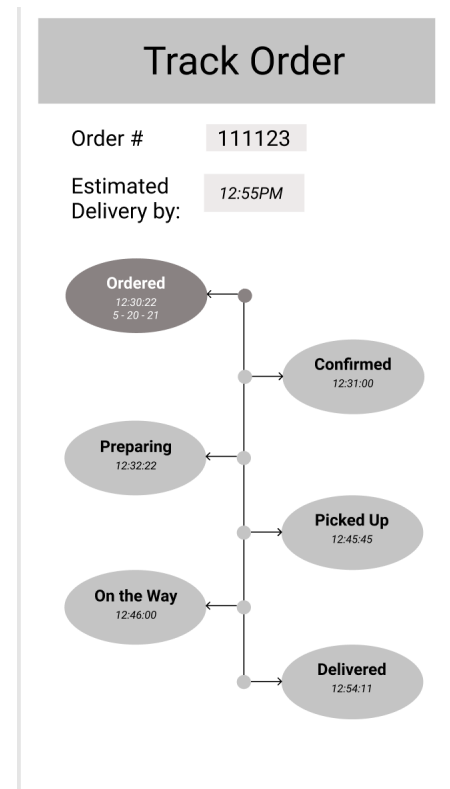 Track Order
Order #
111123
Estimated
Delivery by:
12:55PM
Ordered
12:30:22
5 - 20 - 21
Confirmed
12:31:00
Preparing
12:32:22
Picked Up
12:45:45
On the Way
12:46:00
Delivered
12:54:11